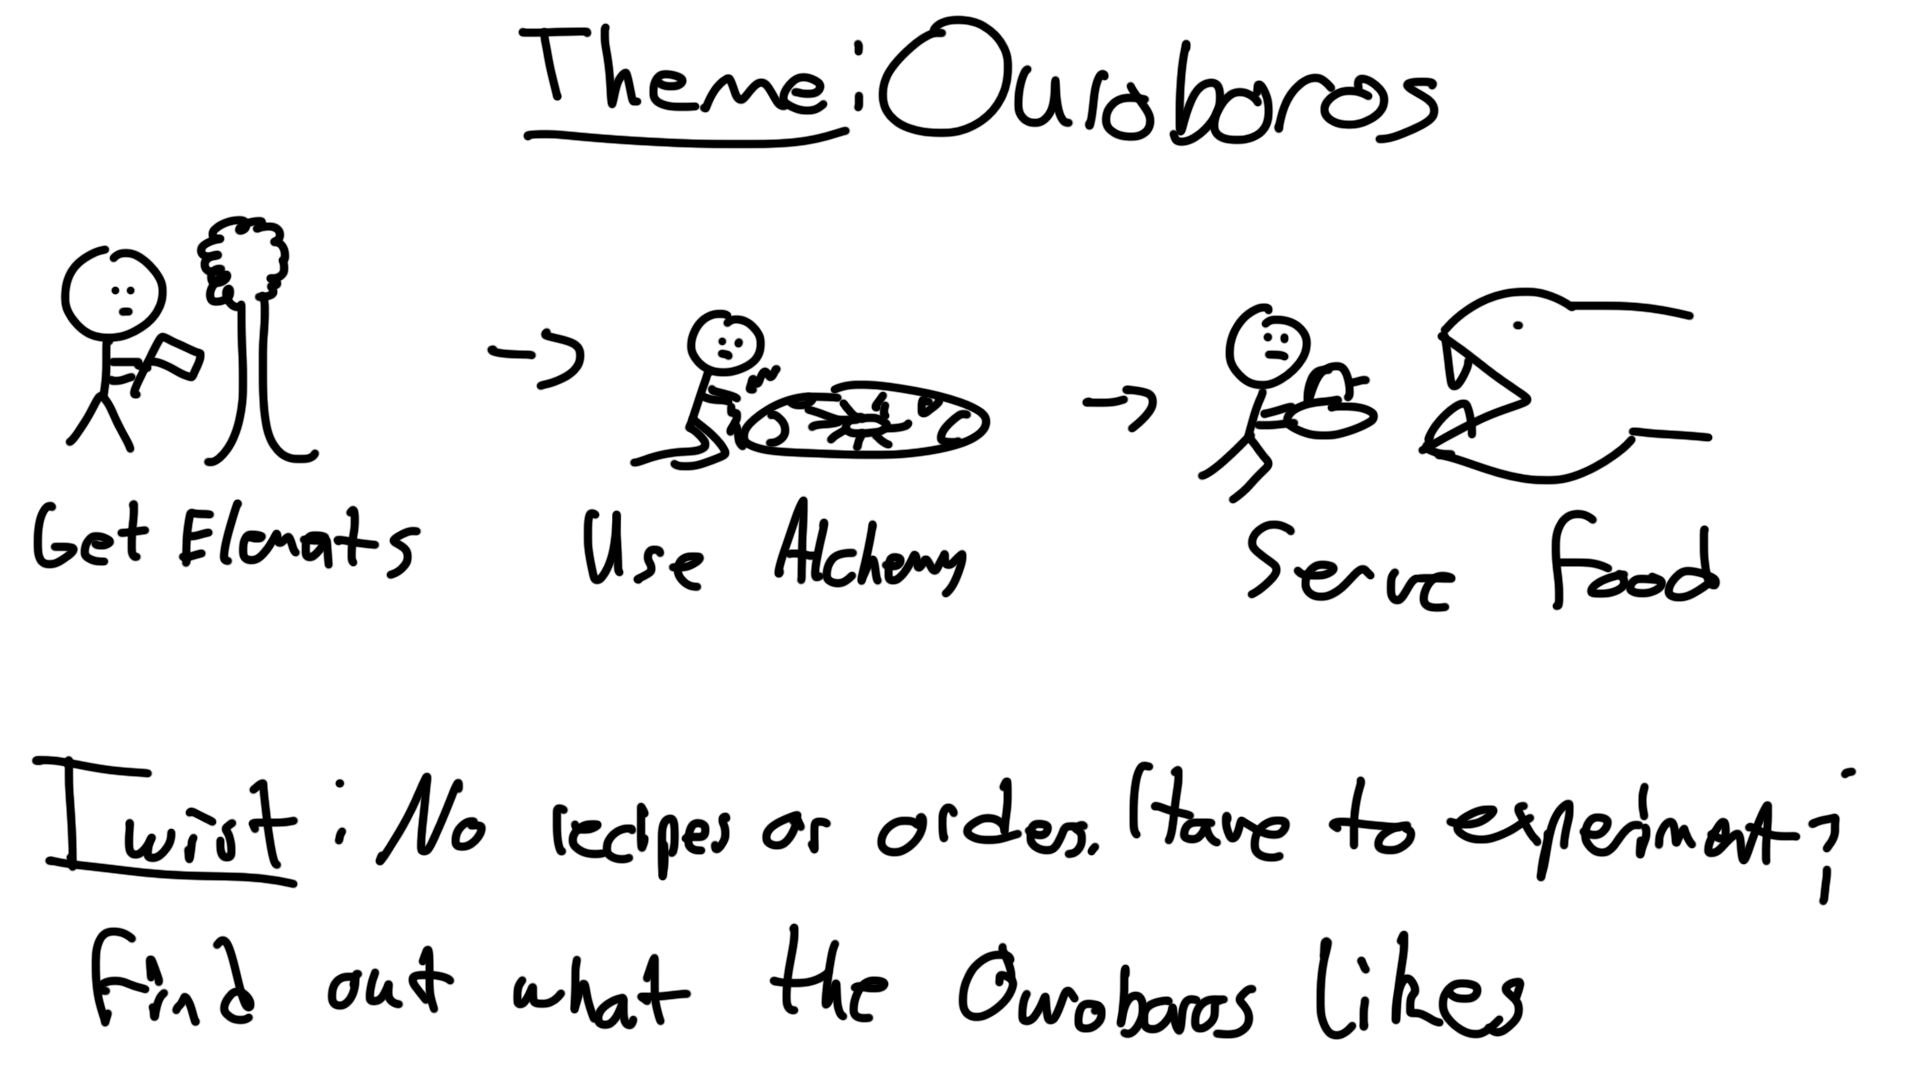 Theme: Ouroboros
Get Elements
Use Alchemy
Serve Food
Twist: No recipes or orders. Have to experiment;
Find out what the Ouroboros likes